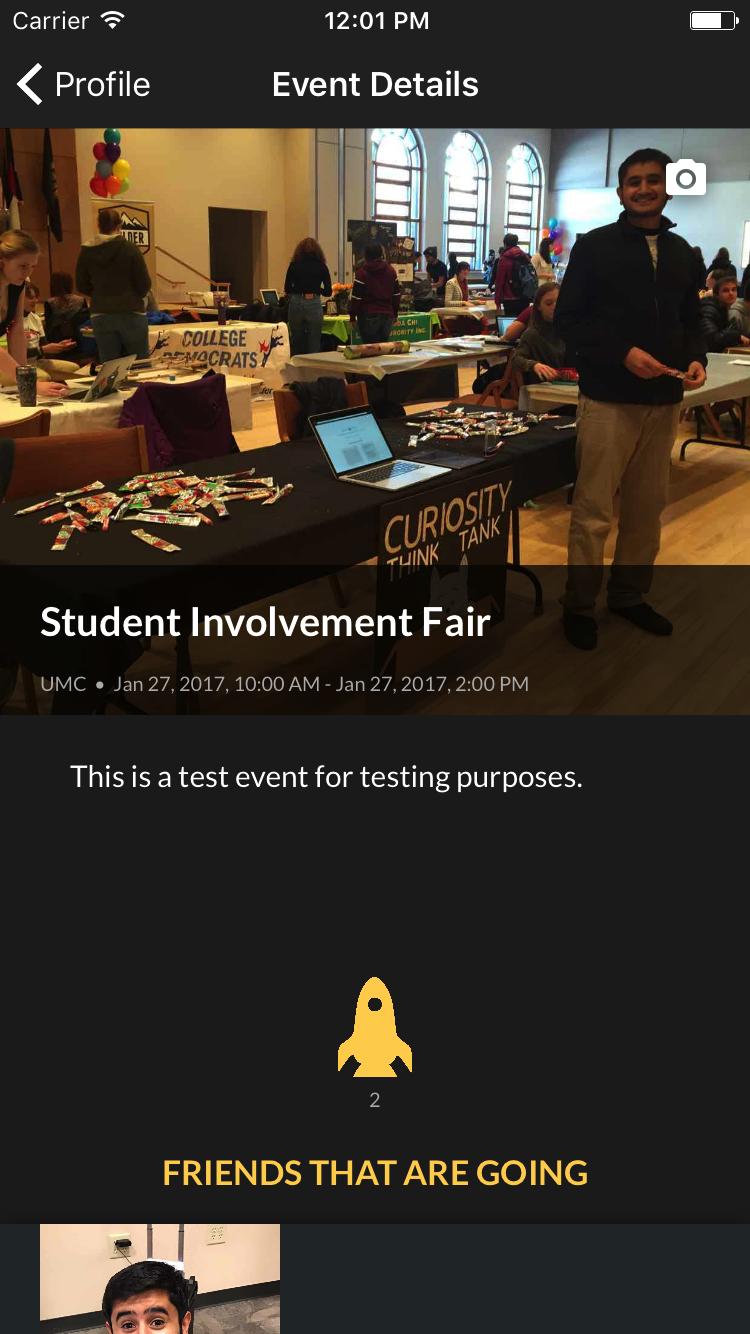 Carrier 12:01 PM
Profile Event Details
COLLEGE
DEMOCRATS
CURIOSITY
THINK TANK
Student Involvement Fair
UMC • Jan 27, 2017, 10:00 AM - Jan 27, 2017, 2:00 PM
This is a test event for testing purposes.
2
FRIENDS THAT ARE GOING